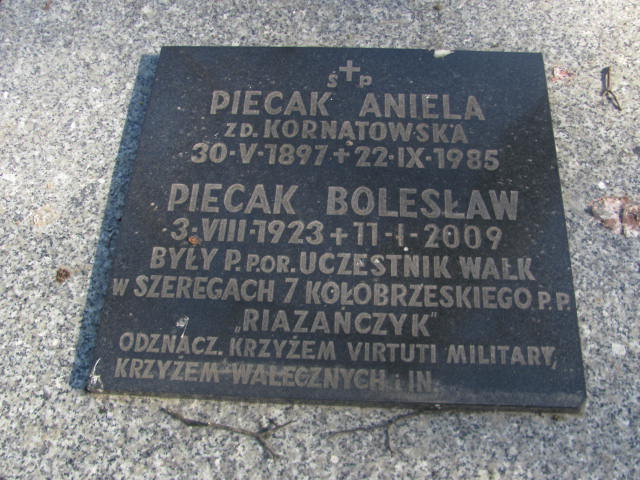 Ś P
PIECAK ANIELA
ZD. KORNATOWSKA
30·V·1897+22·IX·1985
PIECAK BOLESŁAW
3·VIII·1923+11·I·2009
BYŁY P.POR. UCZESTNIK WALK
W SZEREGACH 7 KOŁOBRZESKIEGO P.P.
„RIAZAŃCZYK"
ODZNACZ. KRZYŻEM VIRTUTI MILITARY,
KRZYŻEM WALECZNYCH i IN.